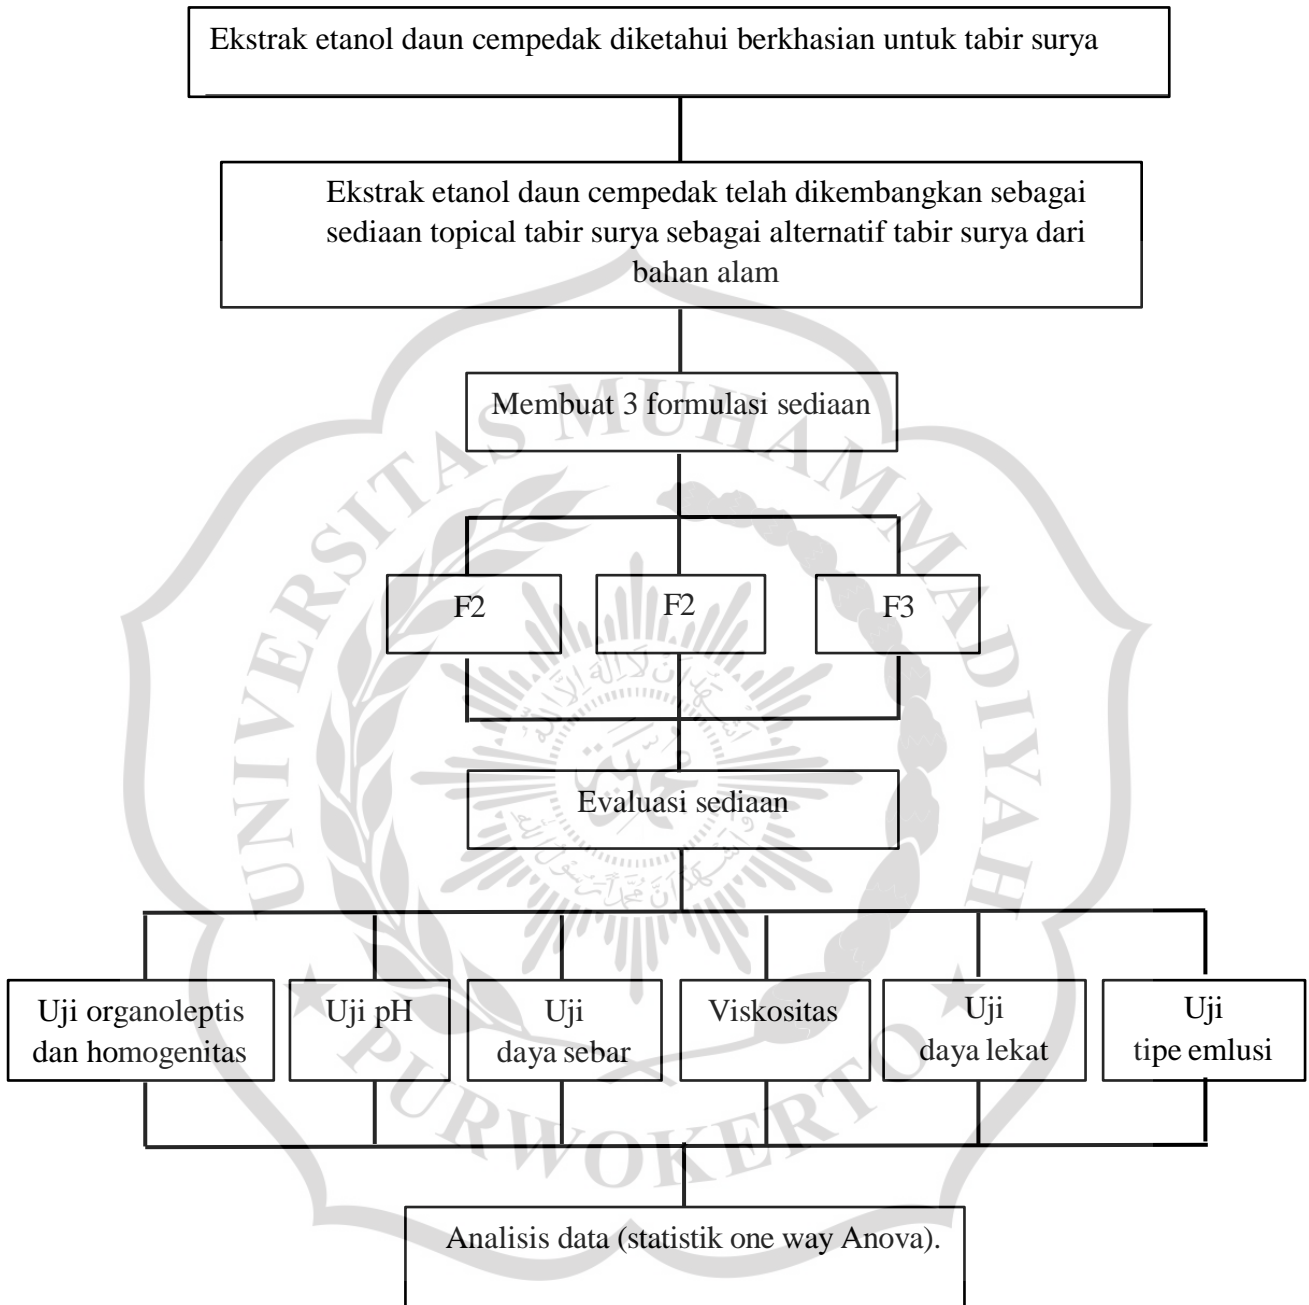 Ekstrak etanol daun cempedak diketahui berkhasian untuk tabir surya
Ekstrak etanol daun cempedak telah dikembangkan sebagai
sediaan topical tabir surya sebagai alternatif tabir surya dari
bahan alam
Membuat 3 formulasi sediaan
F2
F2
F3
Evaluasi sediaan
Uji organoleptis
dan homogenitas
Uji pH
Uji
daya sebar
Viskositas
Uji
daya lekat
Uji
tipe emlusi
Analisis data (statistik one way Anova).
UNIVERSITAS MUHAMMADIYAH
PURWOKERTO